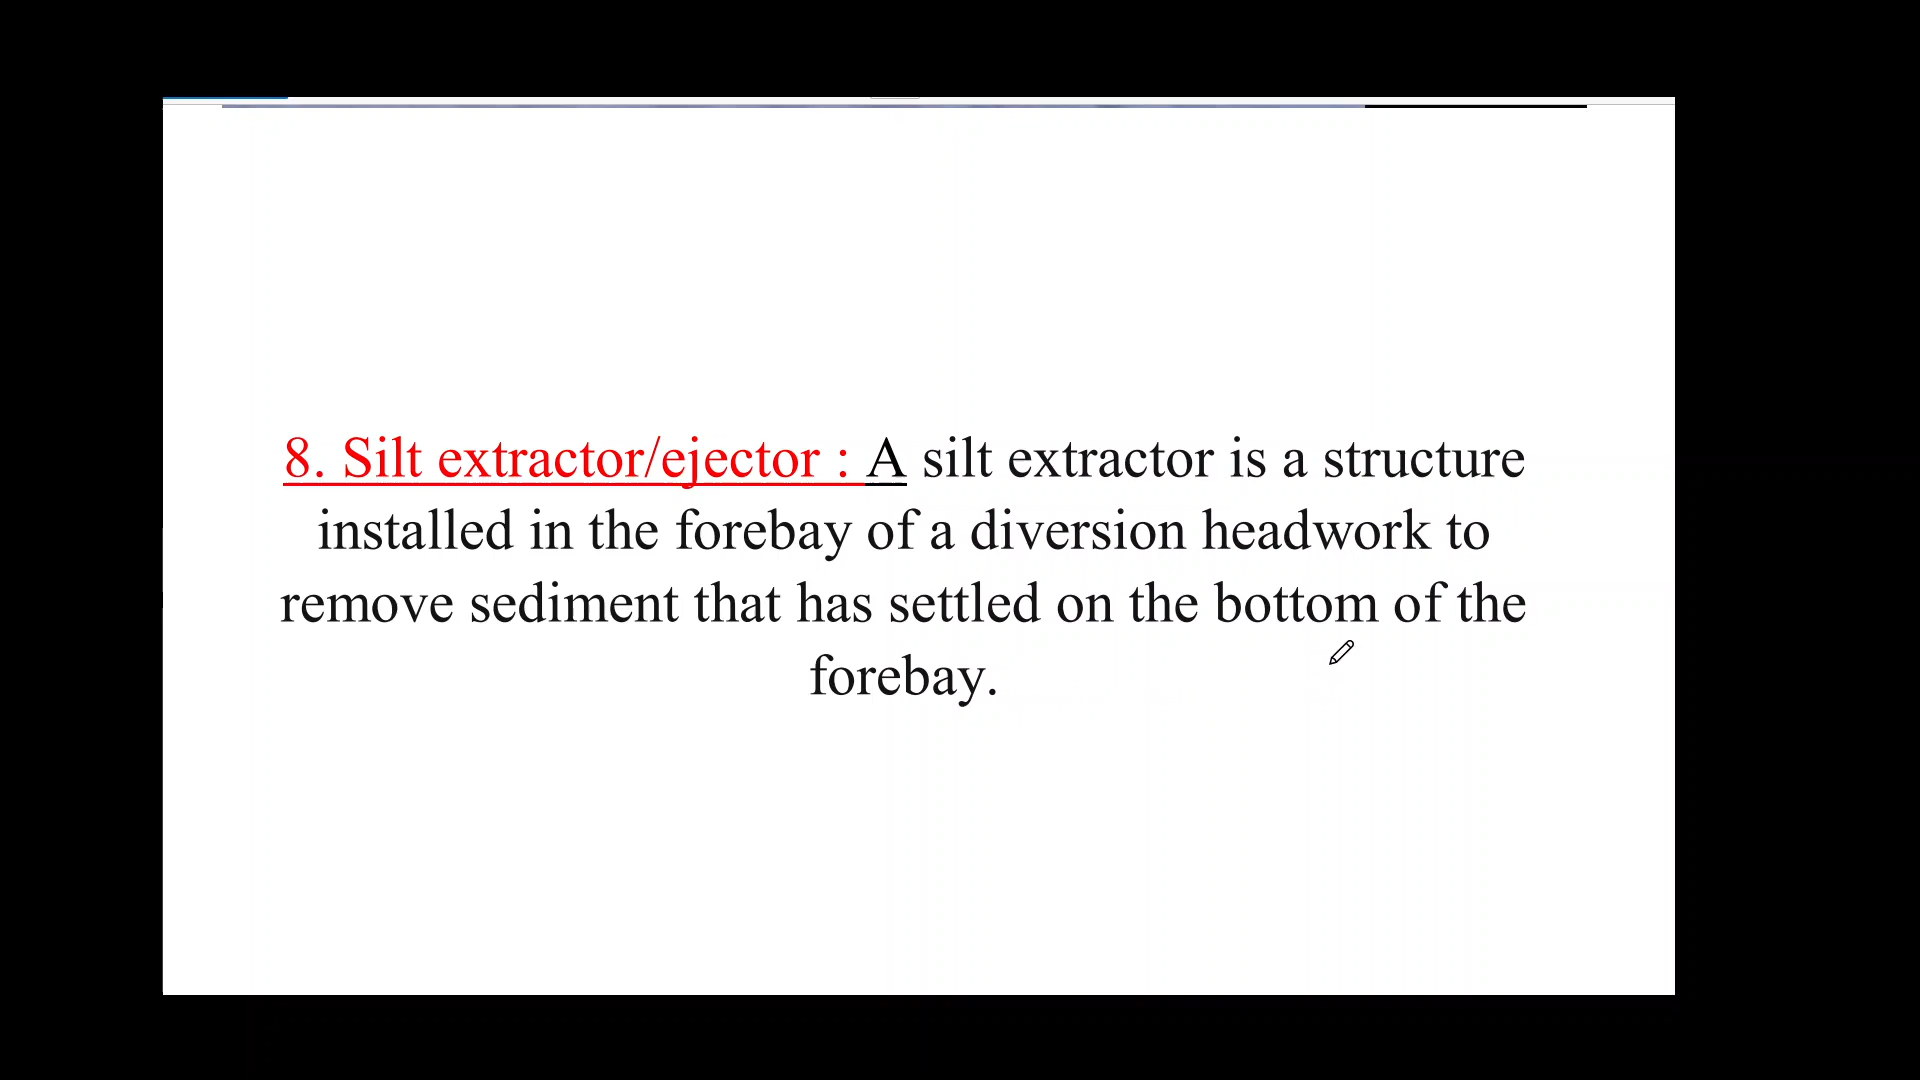 8. Silt extractor/ejector : A silt extractor is a structure
installed in the forebay of a diversion headwork to
remove sediment that has settled on the bottom of the
forebay.